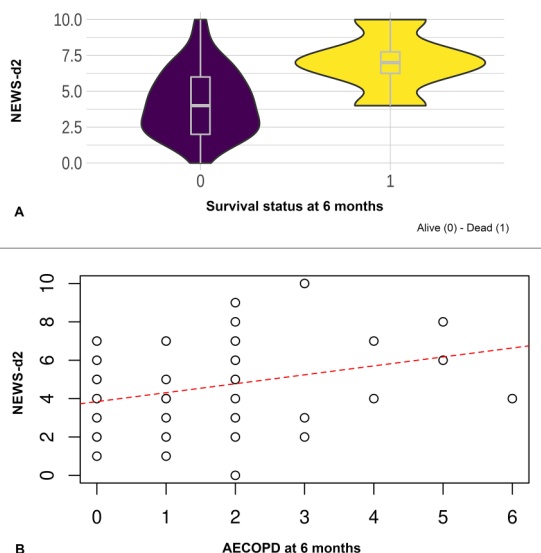 10.0
7.5
5.0
2.5
0.0
NEWS-d2
0 1
Survival status at 6 months
A
Alive (0) - Dead (1)
10
8
6
4
2
0
NEWS-d2
0 1 2 3 4 5 6
AECOPD at 6 months
B